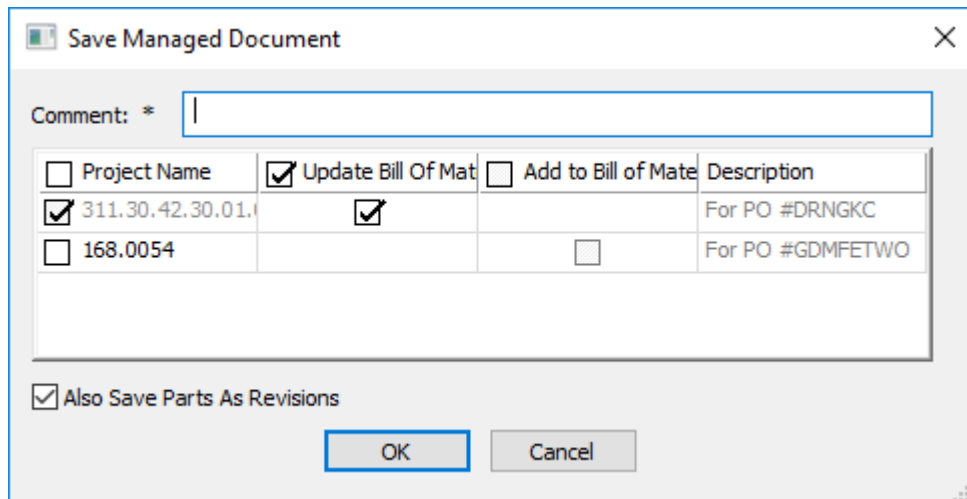 Save Managed Document
Comment: *
Project Name Update Bill Of Mat Add to Bill of Mate Description
311.30.42.30.01. For PO #DRNGKC
168.0054 For PO #GDMFETWO
Also Save Parts As Revisions
OK Cancel